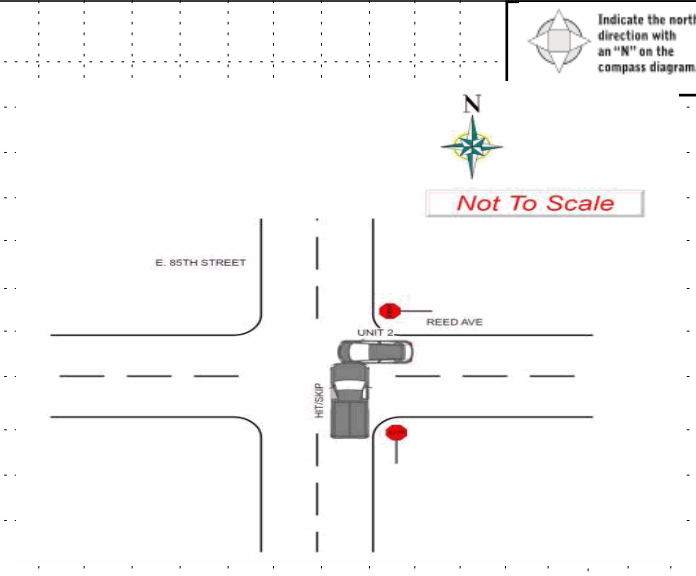 Indicate the north
direction with
an “N” on the
compass diagram.
N
Not To Scale
E. 85TH STREET
REED AVE
UNIT 2
HIT/SKIP